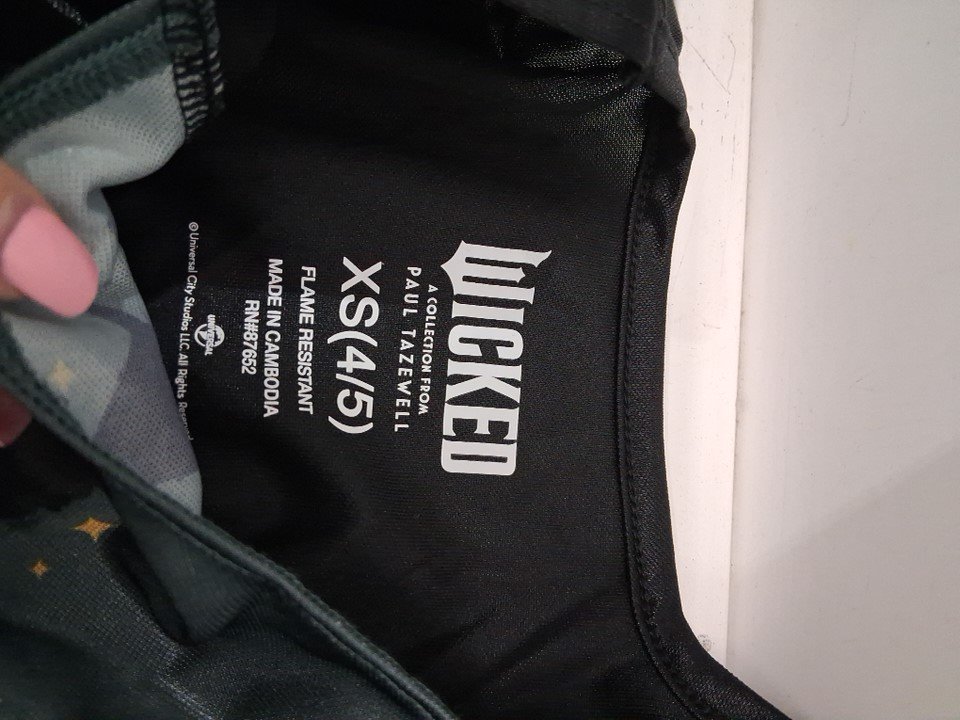 WICKED
A COLLECTION FROM
PAUL TAZEWELL
XS(4/5)
FLAME RESISTANT
MADE IN CAMBODIA
RN#87652
UNIVERSAL
© Universal City Studios LLC. All Rights